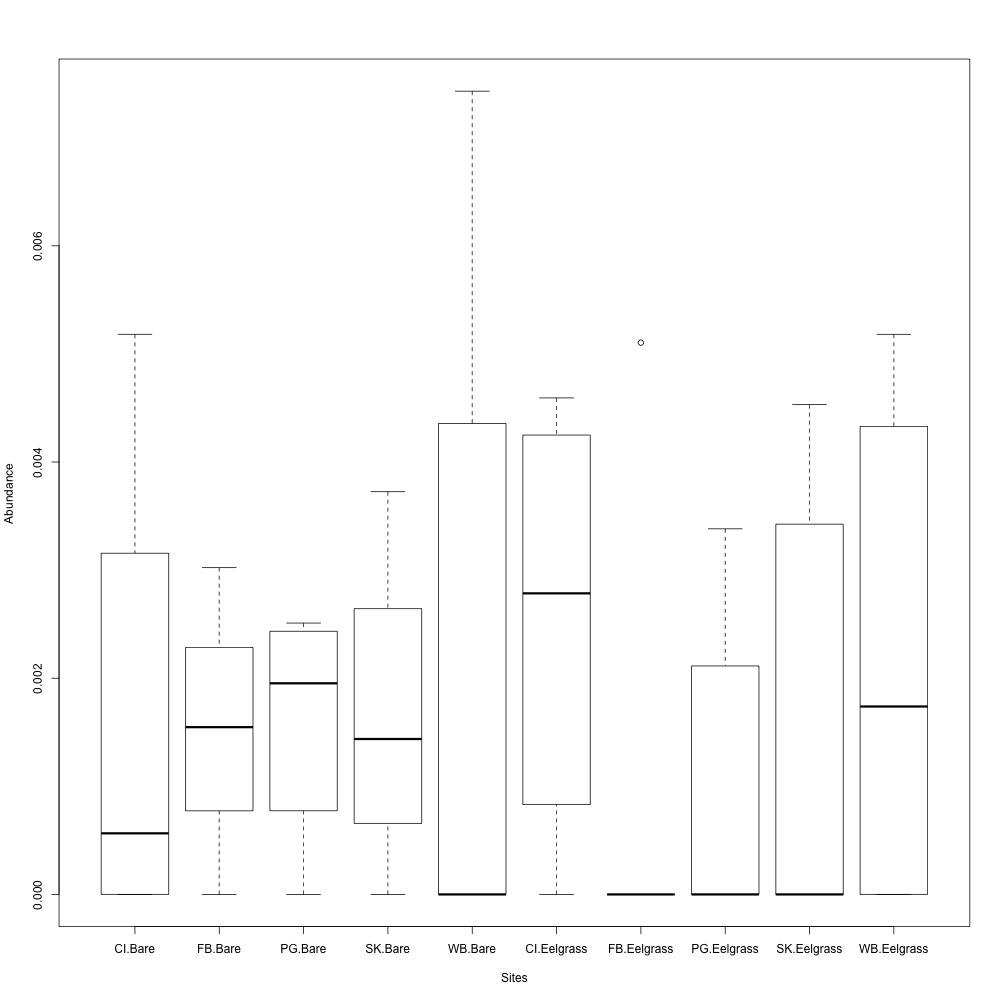 Abundance
0.006
0.004
0.002
0.000
CI.Bare FB.Bare PG.Bare SK.Bare WB.Bare CI.Eelgrass FB.Eelgrass PG.Eelgrass SK.Eelgrass WB.Eelgrass
Sites